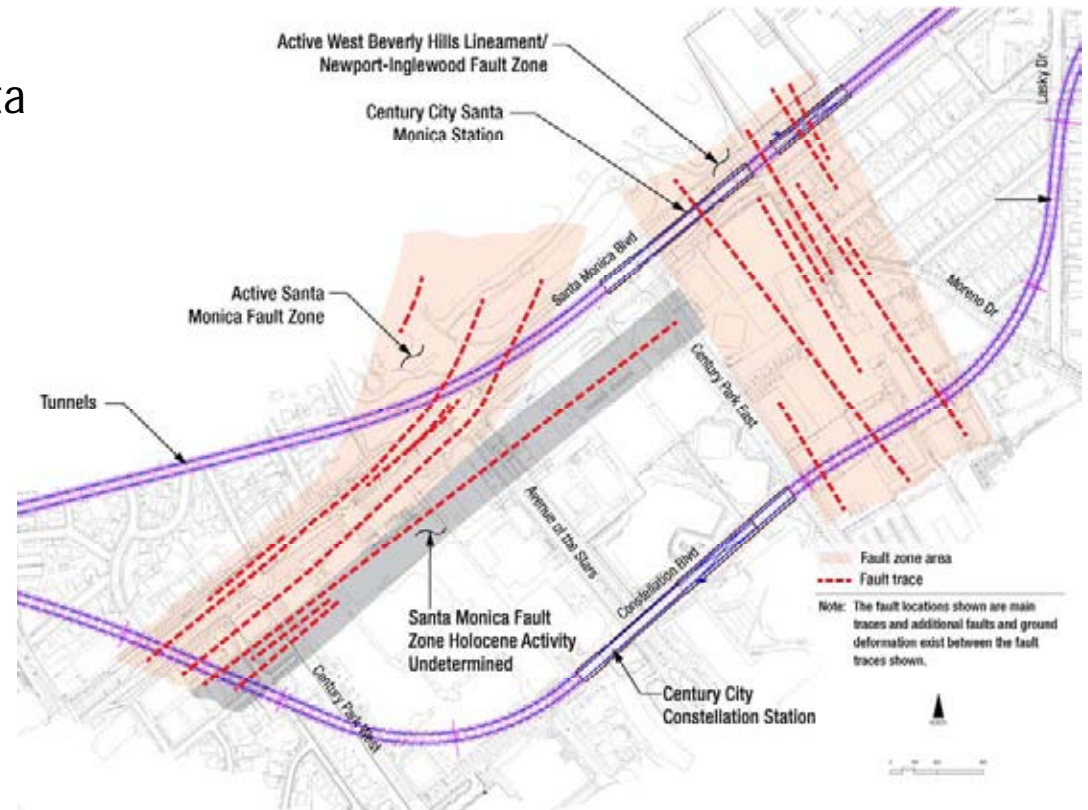 ta
Active West Beverly Hills Lineament/
Newport-Inglewood Fault Zone
Century City Santa
Monica Station
Lasky Dr
Santa Monica Blvd
Active Santa
Monica Fault Zone
Moreno Dr
Century Park East
Tunnels
Avenue of the Stars
Constellation Blvd
Fault zone area
Fault trace
Note: The fault locations shown are main
traces and additional faults and ground
deformation exist between the fault
traces shown.
Santa Monica Fault
Zone Holocene Activity
Undetermined
Century Park West
Century City
Constellation Station